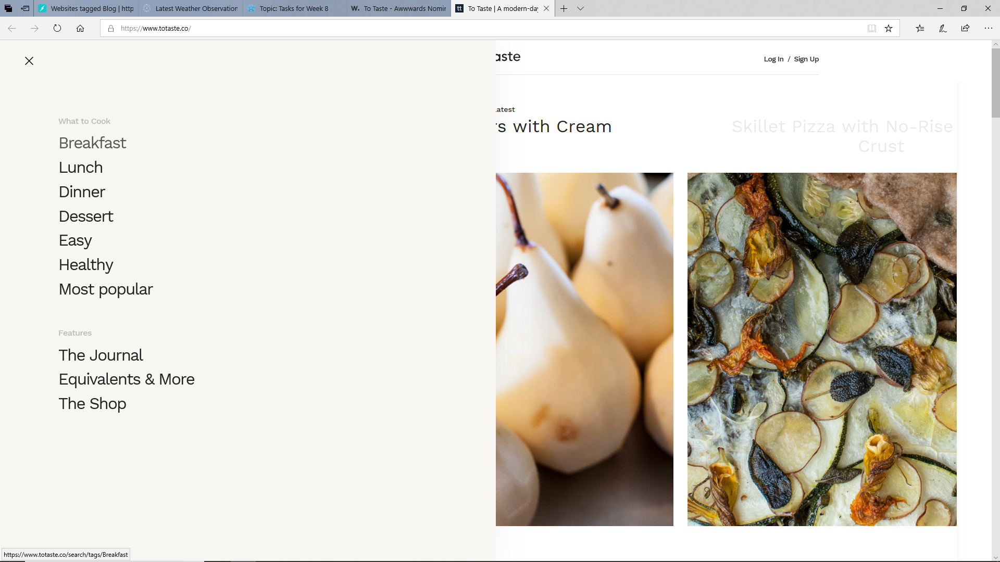 Websites tagged Blog | http
Latest Weather Observation
Topic: Tasks for Week 8
W. To Taste - Awwwards Nomin
tt To Taste | A modern-day
https://www.totaste.co/
aste
Log In / Sign Up
What to Cook
Breakfast
Lunch
Dinner
Dessert
Easy
Healthy
Most popular
Features
The Journal
Equivalents & More
The Shop
Latest
rs with Cream
Skillet Pizza with No-Rise
Crust
https://www.totaste.co/search/tags/Breakfast